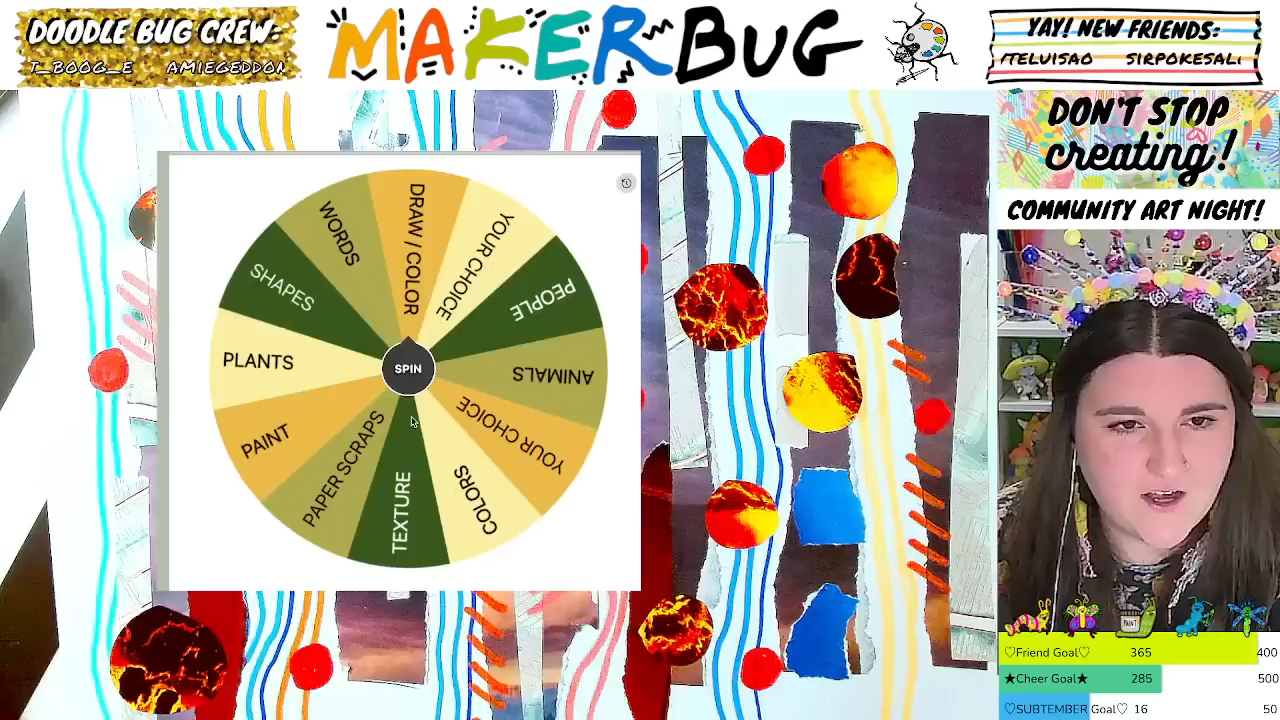 DOODLE BUG CREW:
T_BOOG_E AMIEGEDDON
MAKERBUG
YAY! NEW FRIENDS:
SIRPOKESAL
DON'T STOP
creating!
COMMUNITY ART NIGHT!
DRAW / COLOR
YOUR CHOICE
PEOPLE
ANIMALS
YOUR CHOICE
COLORS
TEXTURE
PAPER SCRAPS
PAINT
PLANTS
SHAPES
WORDS
SPIN
PAINT
♡Friend Goal♡ 365 400
★Cheer Goal★ 285 500
♡SUBTEMBER Goal♡ 16 50